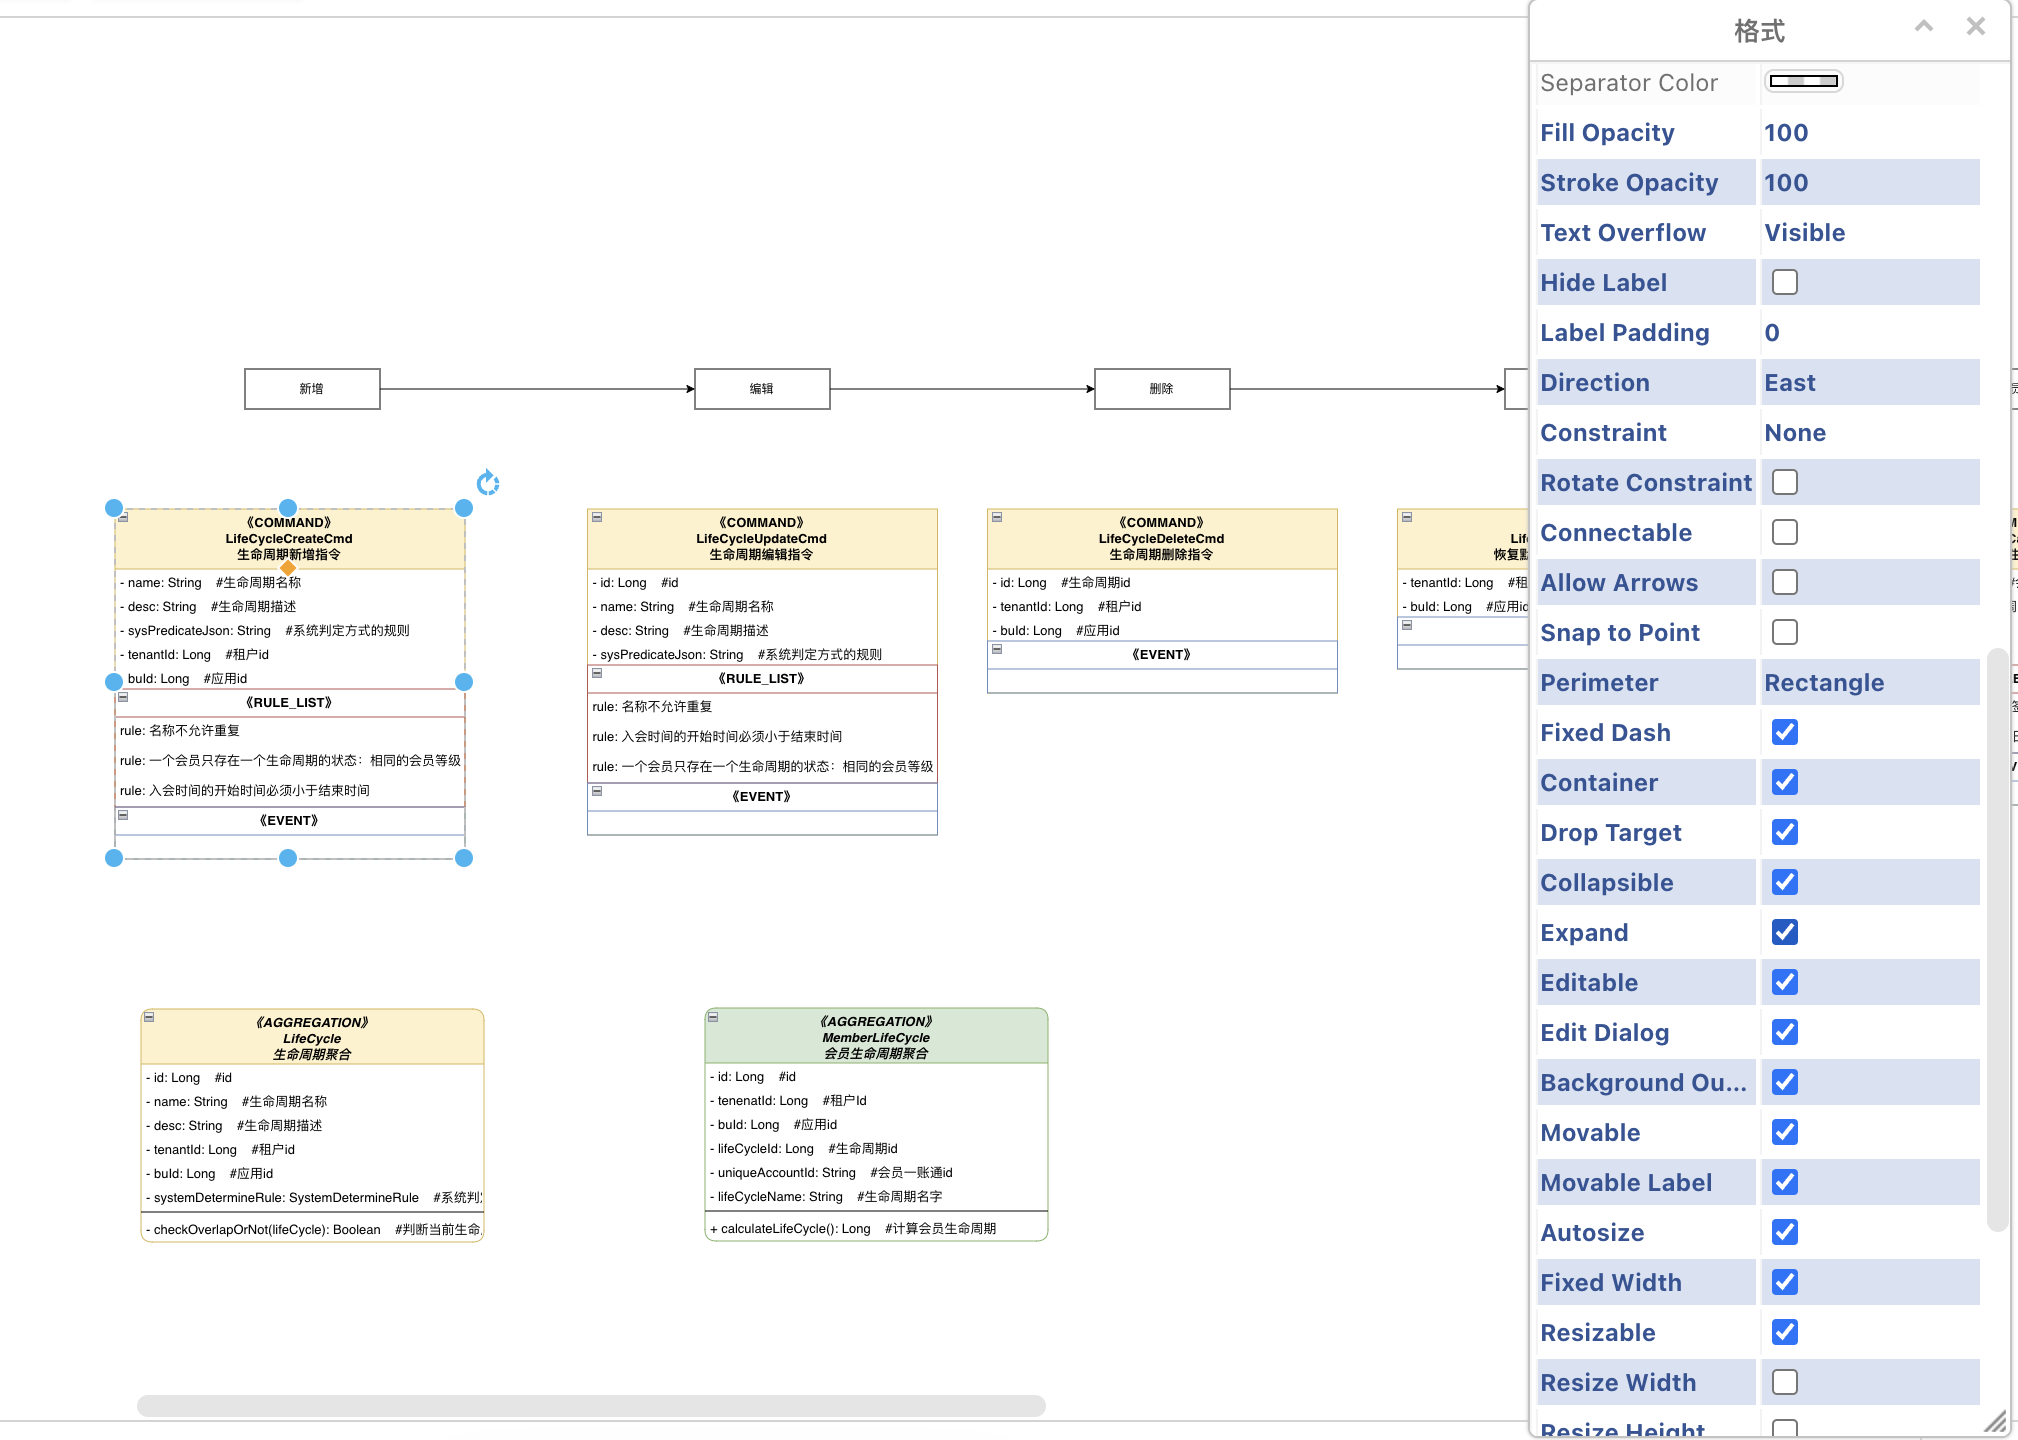 新增
编辑
删除
《COMMAND》
LifeCycleCreateCmd
生命周期新增指令
- name: String #生命周期名称
- desc: String #生命周期描述
- sysPredicateJson: String #系统判定方式的规则
- tenantId: Long #租户id
buId: Long #应用id
《RULE_LIST》
rule: 名称不允许重复
rule: 一个会员只存在一个生命周期的状态：相同的会员等级
rule: 入会时间的开始时间必须小于结束时间
《EVENT》
《COMMAND》
LifeCycleUpdateCmd
生命周期编辑指令
- id: Long #id
- name: String #生命周期名称
- desc: String #生命周期描述
- sysPredicateJson: String #系统判定方式的规则
《RULE_LIST》
rule: 名称不允许重复
rule: 入会时间的开始时间必须小于结束时间
rule: 一个会员只存在一个生命周期的状态：相同的会员等级
《EVENT》
《COMMAND》
LifeCycleDeleteCmd
生命周期删除指令
- id: Long #生命周期id
- tenantId: Long #租户id
- buId: Long #应用id
《EVENT》
- tenantId: Long #租
- buId: Long #应用id
《AGGREGATION》
LifeCycle
生命周期聚合
- id: Long #id
- name: String #生命周期名称
- desc: String #生命周期描述
- tenantId: Long #租户id
- buId: Long #应用id
- systemDetermineRule: SystemDetermineRule #系统判
- checkOverlapOrNot(lifeCycle): Boolean #判断当前生命
《AGGREGATION》
MemberLifeCycle
会员生命周期聚合
- id: Long #id
- tenenatId: Long #租户Id
- buId: Long #应用id
- lifeCycleId: Long #生命周期id
- uniqueAccountId: String #会员一账通id
- lifeCycleName: String #生命周期名字
+ calculateLifeCycle(): Long #计算会员生命周期
格式
Separator Color
Fill Opacity 100
Stroke Opacity 100
Text Overflow Visible
Hide Label
Label Padding 0
Direction East
Constraint None
Rotate Constraint
Connectable
Allow Arrows
Snap to Point
Perimeter Rectangle
Fixed Dash
Container
Drop Target
Collapsible
Expand
Editable
Edit Dialog
Background Ou...
Movable
Movable Label
Autosize
Fixed Width
Resizable
Resize Width
Resize Height